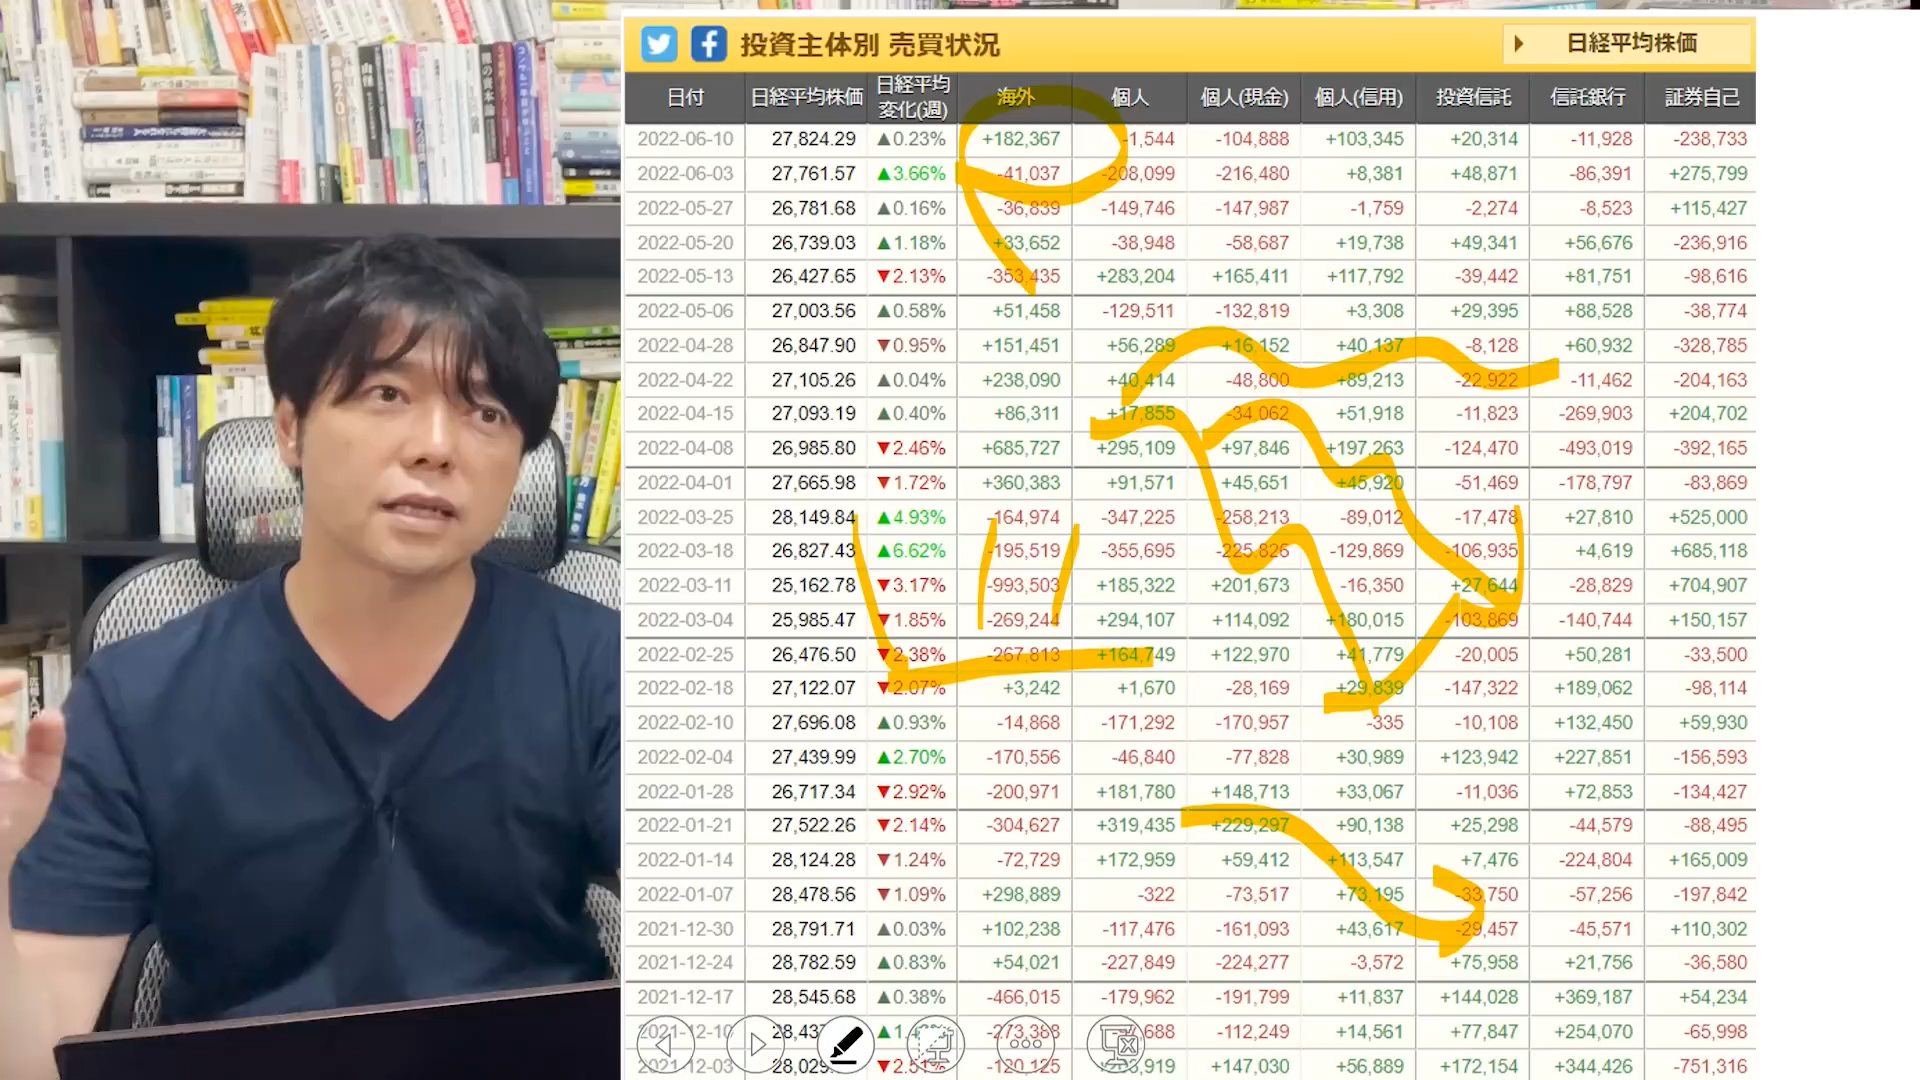 投資主体別 売買状況
日経平均株価
日付 日経平均株価 日経平均変化(週) 海外 個人 個人(現金) 個人(信用) 投資信託 信託銀行 証券自己
2022-06-10 27,824.29 ▲0.23% +182,367 -1,544 -104,888 +103,345 +20,314 -11,928 -238,733
2022-06-03 27,761.57 ▲3.66% -41,037 -208,099 -216,480 +8,381 +48,871 -86,391 +275,799
2022-05-27 26,781.68 ▲0.16% -36,839 -149,746 -147,987 -1,759 -2,274 -8,523 +115,427
2022-05-20 26,739.03 ▲1.18% +33,652 -38,948 -58,687 +19,738 +49,341 +56,676 -236,916
2022-05-13 26,427.65 ▼2.13% -353,435 +283,204 +165,411 +117,792 -39,442 +81,751 -98,616
2022-05-06 27,003.56 ▲0.58% +51,458 -129,511 -132,819 +3,308 +29,395 +88,528 -38,774
2022-04-28 26,847.90 ▼0.95% +151,451 +56,289 +16,152 +40,137 -8,128 +60,932 -328,785
2022-04-22 27,105.26 ▲0.04% +238,090 +40,414 -48,800 +89,213 -22,922 -11,462 -204,163
2022-04-15 27,093.19 ▲0.40% +86,311 +17,855 -34,062 +51,918 -11,823 -269,903 +204,702
2022-04-08 26,985.80 ▼2.46% +685,727 +295,109 +97,846 +197,263 -124,470 -493,019 -392,165
2022-04-01 27,665.98 ▼1.72% +360,383 +91,571 +45,651 +45,920 -51,469 -178,797 -83,869
2022-03-25 28,149.84 ▲4.93% -164,974 -347,225 -258,213 -89,012 -17,478 +27,810 +525,000
2022-03-18 26,827.43 ▲6.62% -195,519 -355,695 -225,826 -129,869 -106,935 +4,619 +685,118
2022-03-11 25,162.78 ▼3.17% -993,503 +185,322 +201,673 -16,350 +27,644 -28,829 +704,907
2022-03-04 25,985.47 ▼1.85% -269,244 +294,107 +114,092 +180,015 -103,869 -140,744 +150,157
2022-02-25 26,476.50 ▼2.38% -267,813 +164,749 +122,970 +41,779 -20,005 +50,281 -33,500
2022-02-18 27,122.07 ▼2.07% +3,242 +1,670 -28,169 +29,839 -147,322 +189,062 -98,114
2022-02-10 27,696.08 ▲0.93% -14,868 -171,292 -170,957 -335 -10,108 +132,450 +59,930
2022-02-04 27,439.99 ▲2.70% -170,556 -46,840 -77,828 +30,989 +123,942 +227,851 -156,593
2022-01-28 26,717.34 ▼2.92% -200,971 +181,780 +148,713 +33,067 -11,036 +72,853 -134,427
2022-01-21 27,522.26 ▼2.14% -304,627 +319,435 +229,297 +90,138 +25,298 -44,579 -88,495
2022-01-14 28,124.28 ▼1.24% -72,729 +172,959 +59,412 +113,547 +7,476 -224,804 +165,009
2022-01-07 28,478.56 ▼1.09% +298,889 -322 -73,517 +73,195 -33,750 -57,256 -197,842
2021-12-30 28,791.71 ▲0.03% +102,238 -117,476 -161,093 +43,617 -29,457 -45,571 +110,302
2021-12-24 28,782.59 ▲0.83% +54,021 -227,849 -224,277 -3,572 +75,958 +21,756 -36,580
2021-12-17 28,545.68 ▲0.38% -466,015 -179,962 -191,799 +11,837 +144,028 +369,187 +54,234
2021-12-10 -273,388 -112,249 +14,561 +77,847 +254,070 -65,998
2021-12-03 -120,125 +147,030 +56,889 +172,154 +344,426 -751,316